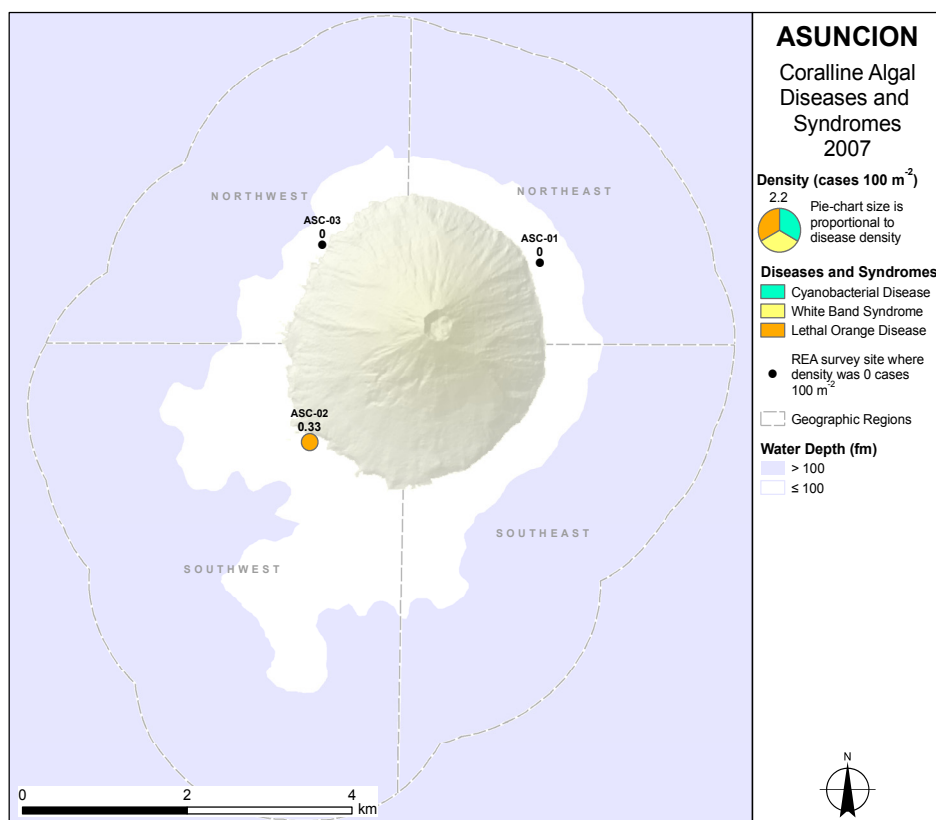 ASUNCION
Coralline Algal
Diseases and
Syndromes
2007
Density (cases 100 m⁻²)
2.2
Pie-chart size is
proportional to
disease density
Diseases and Syndromes
Cyanobacterial Disease
White Band Syndrome
Lethal Orange Disease
REA survey site where
density was 0 cases
100 m⁻²
Geographic Regions
Water Depth (fm)
> 100
≤ 100
N
NORTHWEST
NORTHEAST
ASC-03
0
ASC-01
0
ASC-02
0.33
SOUTHEAST
SOUTHWEST
0 2 4
km